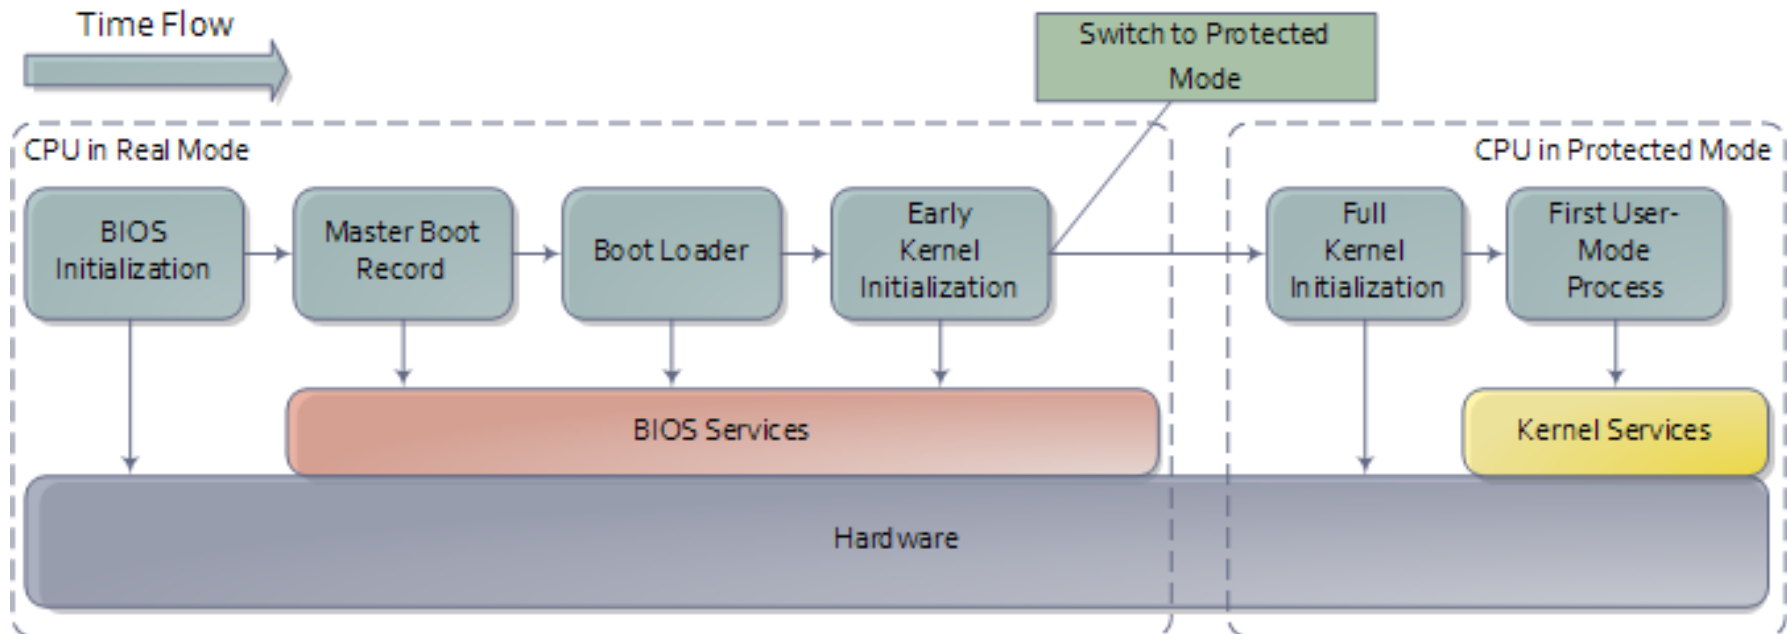 Time Flow
Switch to Protected
Mode
CPU in Real Mode
CPU in Protected Mode
BIOS
Initialization
Master Boot
Record
Boot Loader
Early
Kernel
Initialization
Full
Kernel
Initialization
First User-
Mode
Process
BIOS Services
Kernel Services
Hardware